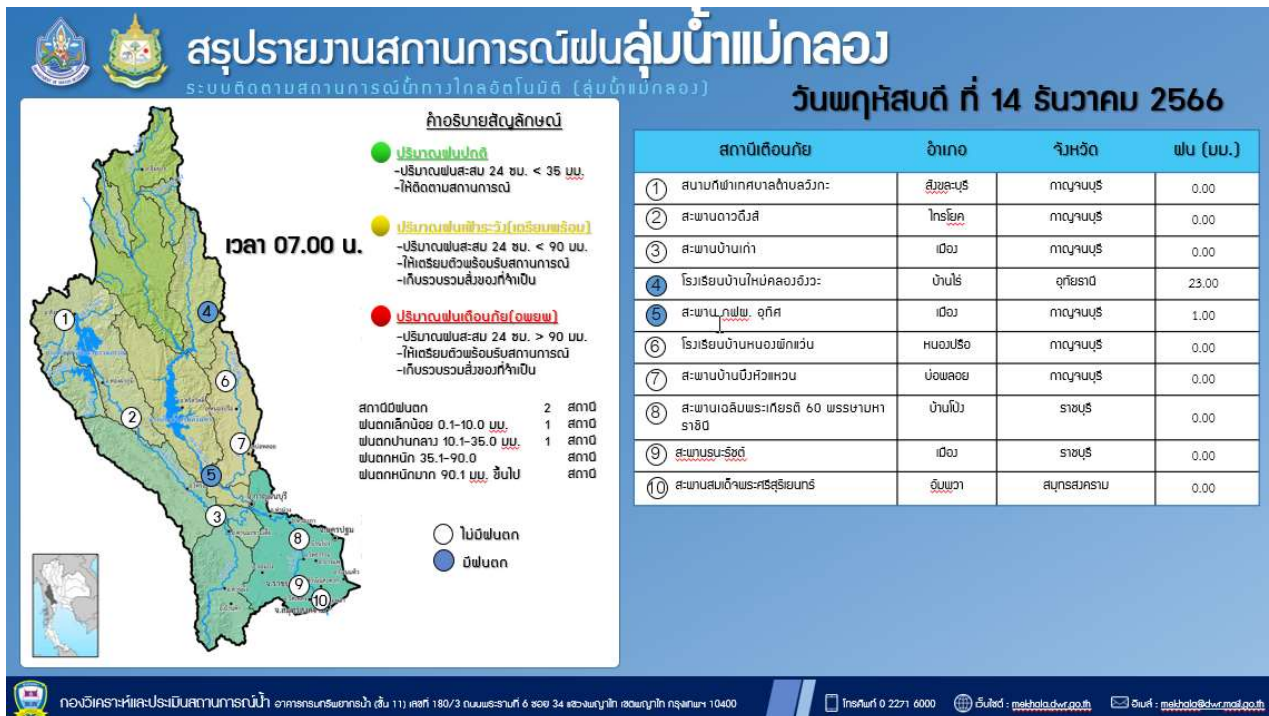 สรุปรายงานสถานการณ์ฝนลุ่มน้ำแม่กลอง
ระบบติดตามสถานการณ์น้ำทางไกลอัตโนมัติ (ลุ่มน้ำแม่กลอง)
วันพฤหัสบดี ที่ 14 ธันวาคม 2566
คำอธิบายสัญลักษณ์
ปริมาณฝนปกติ
-ปริมาณฝนสะสม 24 ชม. < 35 มม.
-ให้ติดตามสถานการณ์
ปริมาณฝนเฝ้าระวัง(เตรียมพร้อม)
-ปริมาณฝนสะสม 24 ชม. < 90 มม.
-ให้เตรียมตัวพร้อมรับสถานการณ์
-เก็บรวบรวมสิ่งของที่จำเป็น
ปริมาณฝนเตือนภัย(อพยพ)
-ปริมาณฝนสะสม 24 ชม. > 90 มม.
-ให้เตรียมตัวพร้อมรับสถานการณ์
-เก็บรวบรวมสิ่งของที่จำเป็น
เวลา 07.00 น.
1
2
3
4
5
6
7
8
9
10
สถานีมีฝนตก 2 สถานี
ฝนตกเล็กน้อย 0.1-10.0 มม. 1 สถานี
ฝนตกปานกลาง 10.1-35.0 มม. 1 สถานี
ฝนตกหนัก 35.1-90.0 สถานี
ฝนตกหนักมาก 90.1 มม. ขึ้นไป สถานี
ไม่มีฝนตก
มีฝนตก
สถานีเตือนภัย อำเภอ จังหวัด ฝน (มม.)
1 สนามกีฬาเทศบาลตำบลวังกะ สังขละบุรี กาญจนบุรี 0.00
2 สะพานดาวดึงส์ ไทรโยค กาญจนบุรี 0.00
3 สะพานบ้านเก่า เมือง กาญจนบุรี 0.00
4 โรงเรียนบ้านใหม่คลองอังวะ บ้านไร่ อุทัยธานี 23.00
5 สะพาน กฟผ. อุทิศ เมือง กาญจนบุรี 1.00
6 โรงเรียนบ้านหนองผักแว่น หนองปรือ กาญจนบุรี 0.00
7 สะพานบ้านบึงหัวแหวน บ่อพลอย กาญจนบุรี 0.00
8 สะพานเฉลิมพระเกียรติ 60 พรรษามหา
ราชินี บ้านโป่ง ราชบุรี 0.00
9 สะพานธนะรัชต์ เมือง ราชบุรี 0.00
10 สะพานสมเด็จพระศรีสุริเยนทร์ อัมพวา สมุทรสงคราม 0.00
กองวิเคราะห์และประเมินสถานการณ์น้ำ อาคารกรมทรัพยากรน้ำ (ชั้น 11) เลขที่ 180/3 ถนนพระรามที่ 6 ซอย 34 แขวงพญาไท เขตพญาไท กรุงเทพฯ 10400
โทรศัพท์ 0 2271 6000 เว็บไซต์ : mekhala.dwr.go.th อีเมล์ : mekhala@dwr.mail.go.th